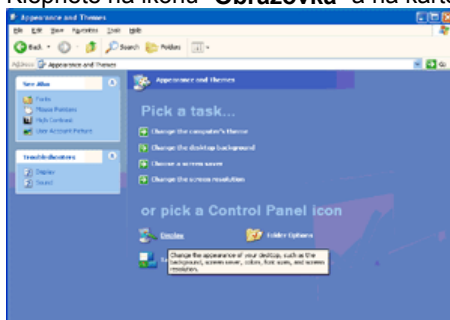 Klepněte na ikonu "Obrazovka" a na kartě
Appearance and Themes
File Edit View Favorites Tools Help
Back Search Folders
Address Appearance and Themes Go
See Also
Fonts
Mouse Pointers
High Contrast
User Account Picture
Troubleshooters
Display
Sound
Appearance and Themes
Pick a task...
Change the computer's theme
Change the desktop background
Choose a screen saver
Change the screen resolution
or pick a Control Panel icon
Display
Folder Options
Change the appearance of your desktop, such as the
background, screen saver, colors, font sizes, and screen
resolution.